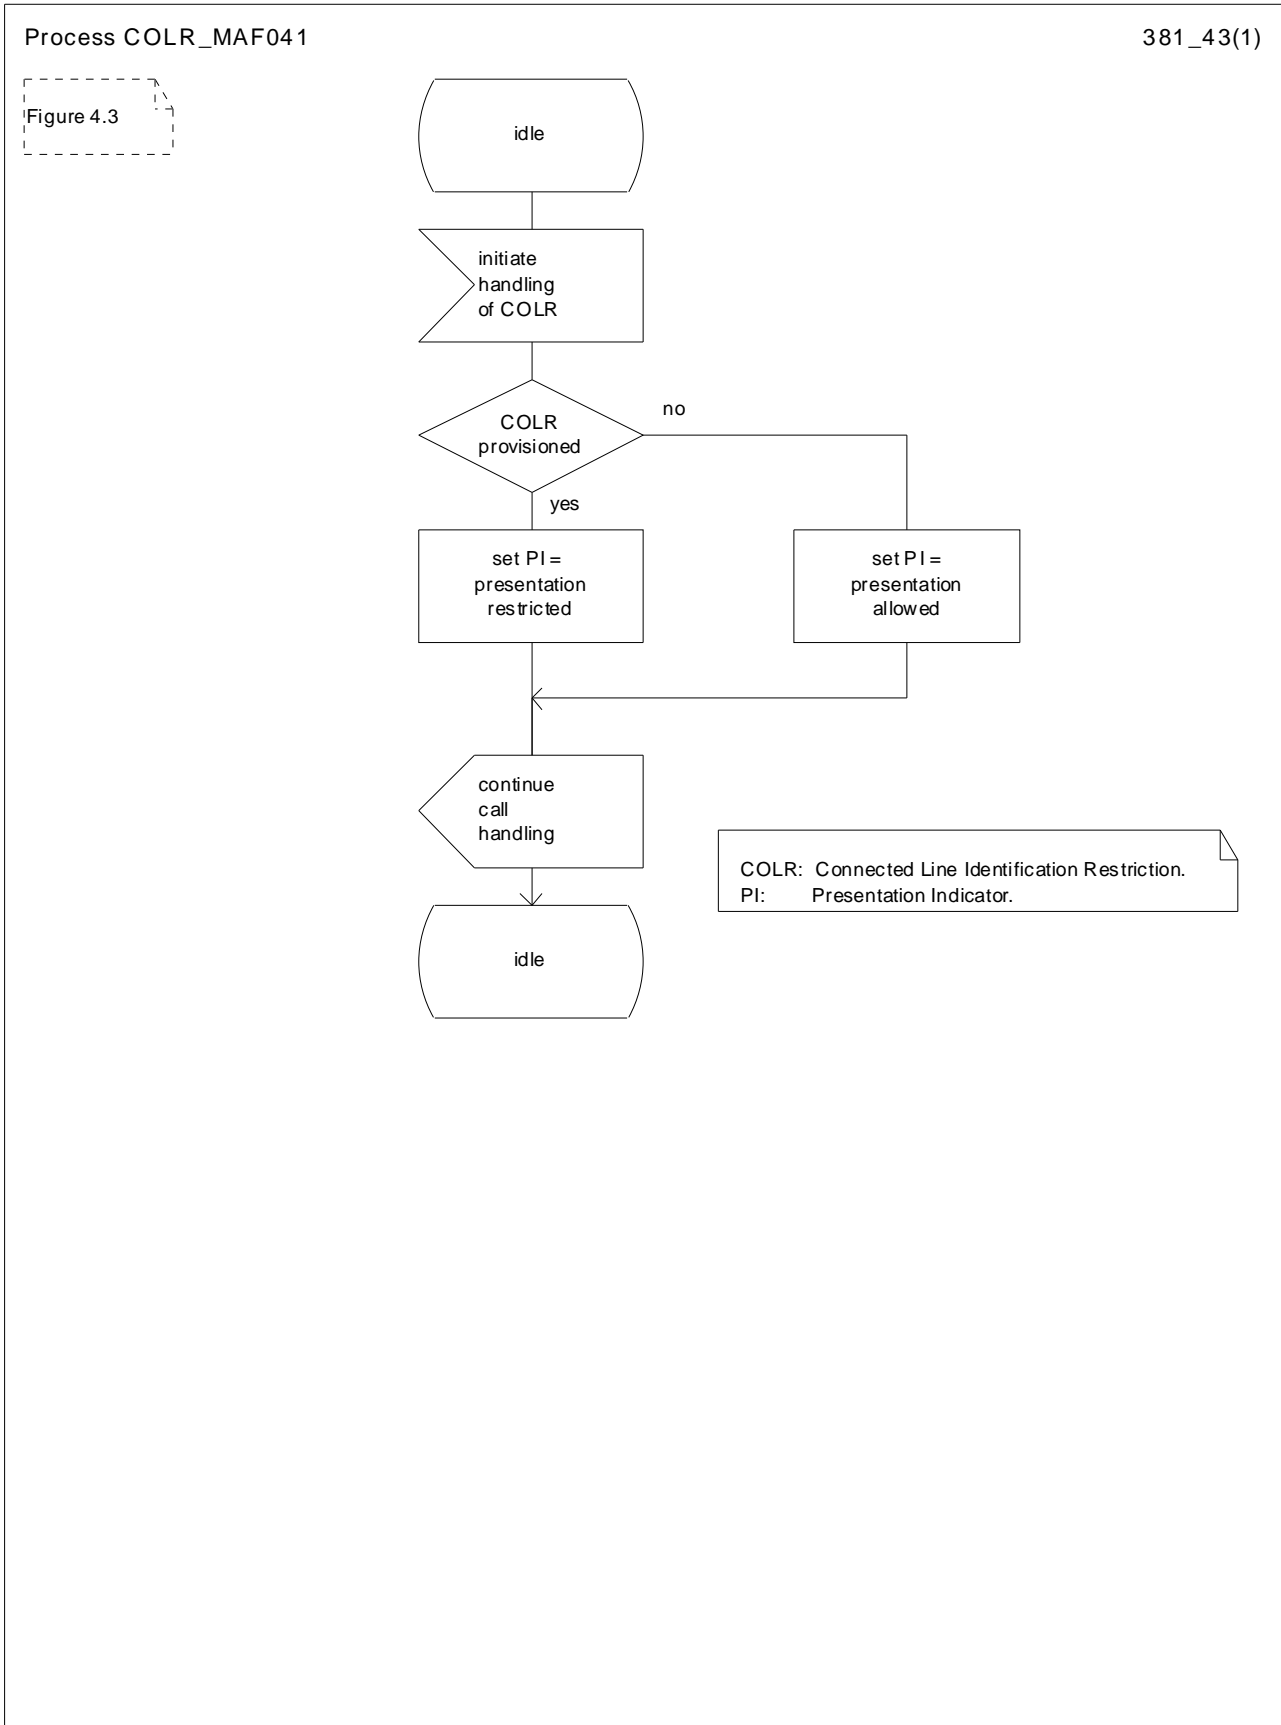 Process COLR_MAF041
381_43(1)
Figure 4.3
idle
initiate
handling
of COLR
COLR
provisioned
no
yes
set PI =
presentation
restricted
set PI =
presentation
allowed
continue
call
handling
COLR: Connected Line Identification Restriction.
PI: Presentation Indicator.
idle